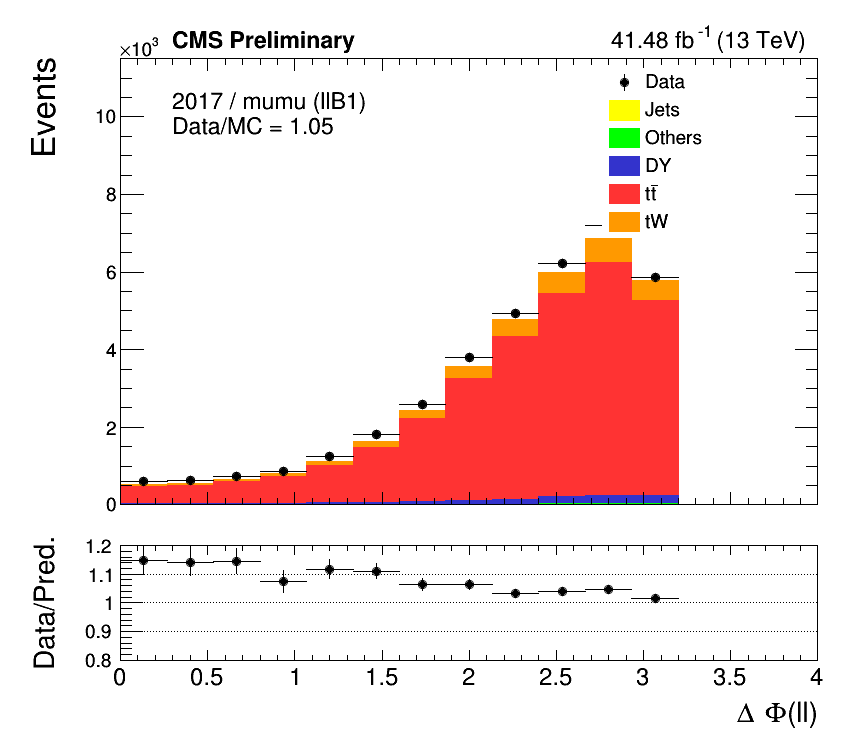 ×10³ CMS Preliminary 41.48 fb⁻¹ (13 TeV)
Events
2017 / mumu (llB1)
Data/MC = 1.05
Data
Jets
Others
DY
tt̄
tW
10
8
6
4
2
0
Data/Pred.
1.2
1.1
1
0.9
0.8
0 0.5 1 1.5 2 2.5 3 3.5 4
Δ Φ(ll)